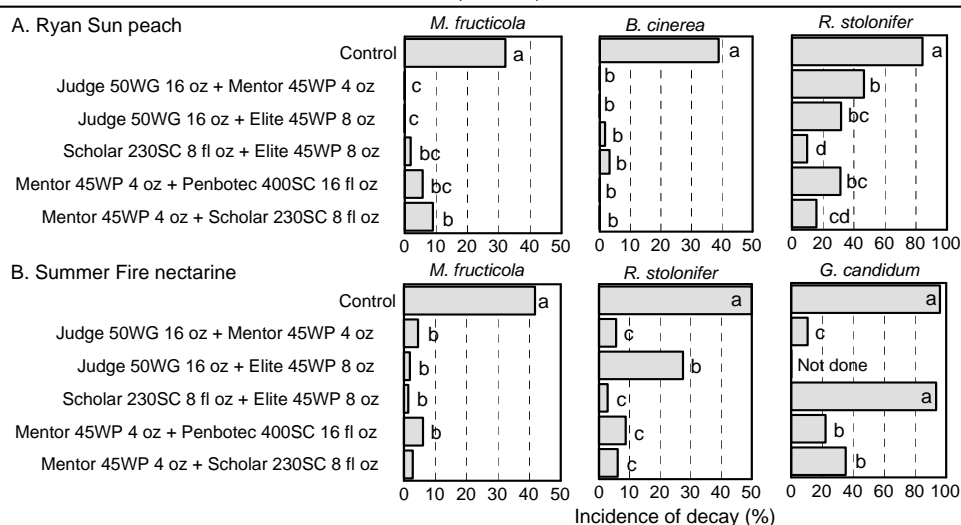 A. Ryan Sun peach
M. fructicola B. cinerea R. stolonifer
Control a a a
b
Judge 50WG 16 oz + Mentor 45WP 4 oz c b b
Judge 50WG 16 oz + Elite 45WP 8 oz c b bc
Scholar 230SC 8 fl oz + Elite 45WP 8 oz bc b d
Mentor 45WP 4 oz + Penbotec 400SC 16 fl oz bc b bc
Mentor 45WP 4 oz + Scholar 230SC 8 fl oz b b cd
0 10 20 30 40 50 0 10 20 30 40 50 0 20 40 60 80 100
B. Summer Fire nectarine
M. fructicola R. stolonifer G. candidum
Control a a a
Judge 50WG 16 oz + Mentor 45WP 4 oz b c c
Judge 50WG 16 oz + Elite 45WP 8 oz b b Not done
Scholar 230SC 8 fl oz + Elite 45WP 8 oz b c a
Mentor 45WP 4 oz + Penbotec 400SC 16 fl oz b c b
Mentor 45WP 4 oz + Scholar 230SC 8 fl oz c b
0 10 20 30 40 50 0 10 20 30 40 50 0 20 40 60 80 100
Incidence of decay (%)